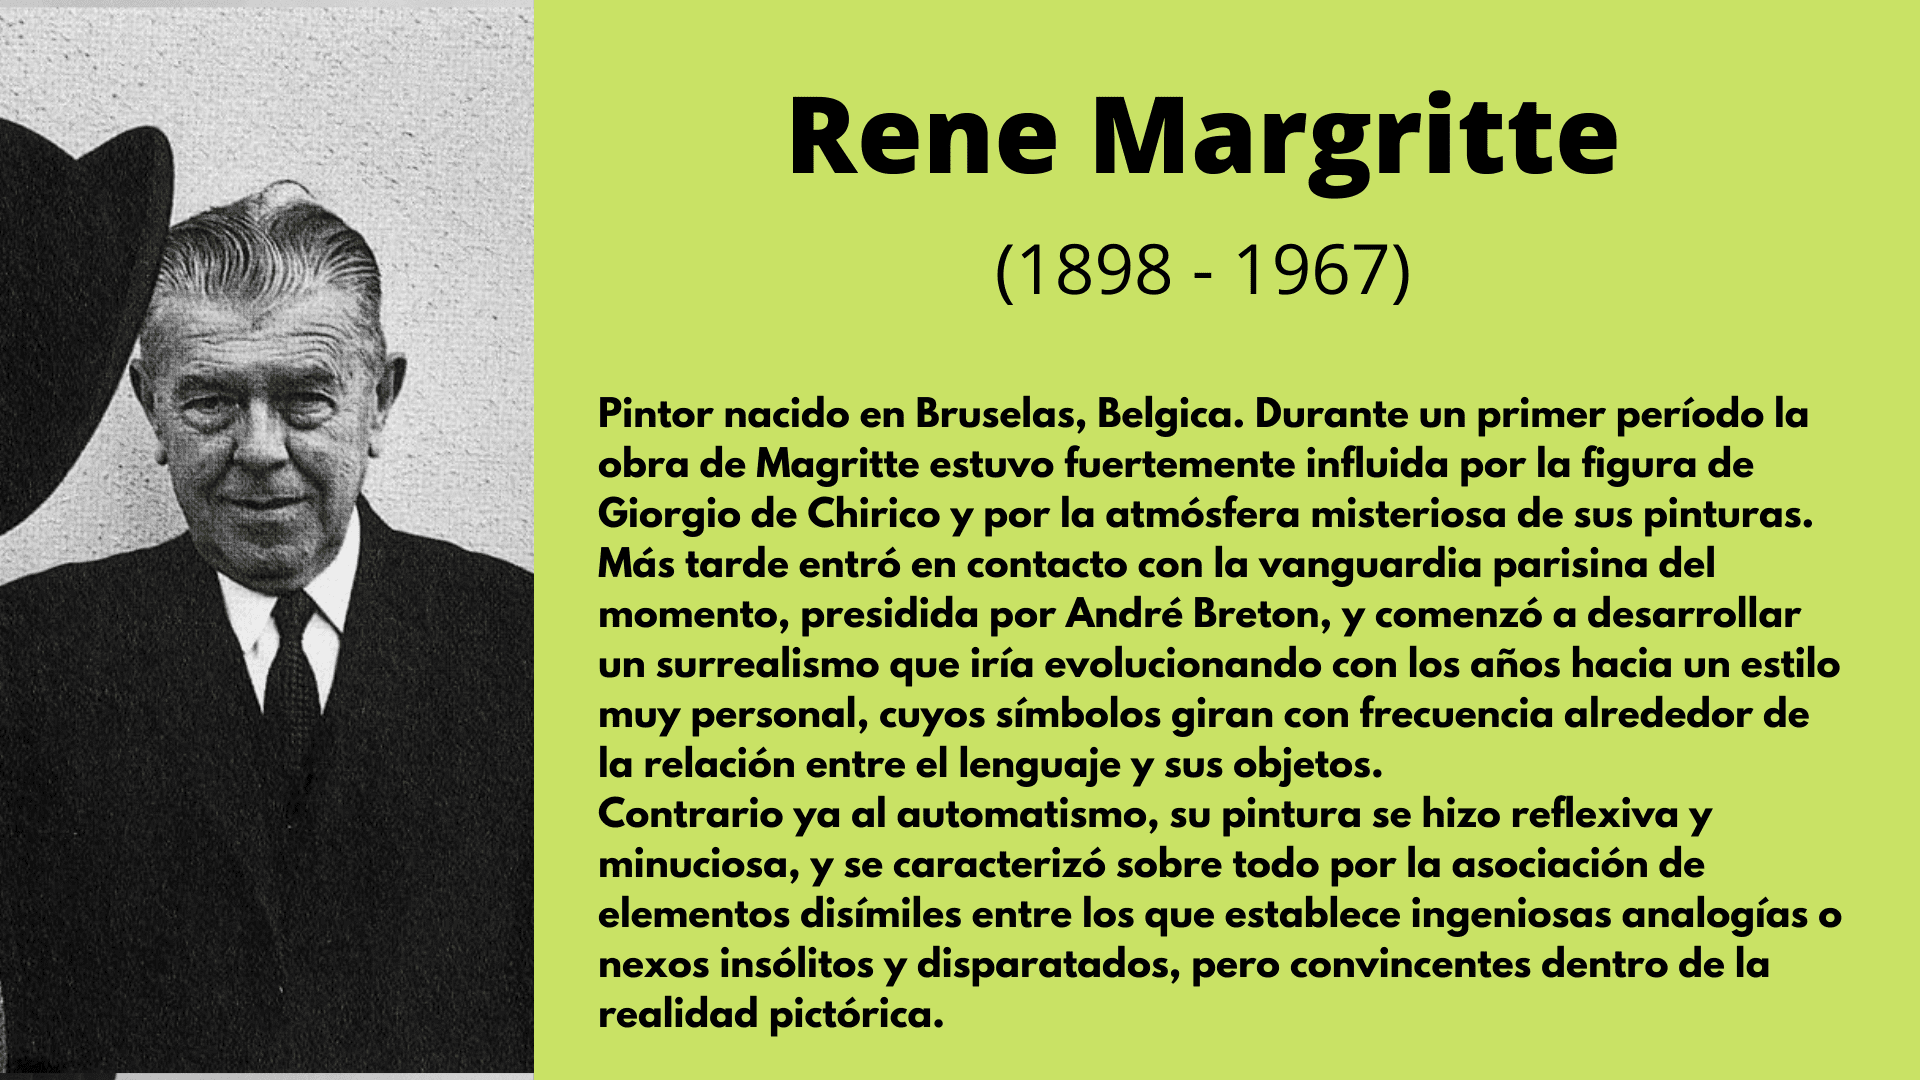 Rene Margritte
(1898 - 1967)
Pintor nacido en Bruselas, Belgica. Durante un primer período la
obra de Magritte estuvo fuertemente influida por la figura de
Giorgio de Chirico y por la atmósfera misteriosa de sus pinturas.
Más tarde entró en contacto con la vanguardia parisina del
momento, presidida por André Breton, y comenzó a desarrollar
un surrealismo que iría evolucionando con los años hacia un estilo
muy personal, cuyos símbolos giran con frecuencia alrededor de
la relación entre el lenguaje y sus objetos.
Contrario ya al automatismo, su pintura se hizo reflexiva y
minuciosa, y se caracterizó sobre todo por la asociación de
elementos disímiles entre los que establece ingeniosas analogías o
nexos insólitos y disparatados, pero convincentes dentro de la
realidad pictórica.